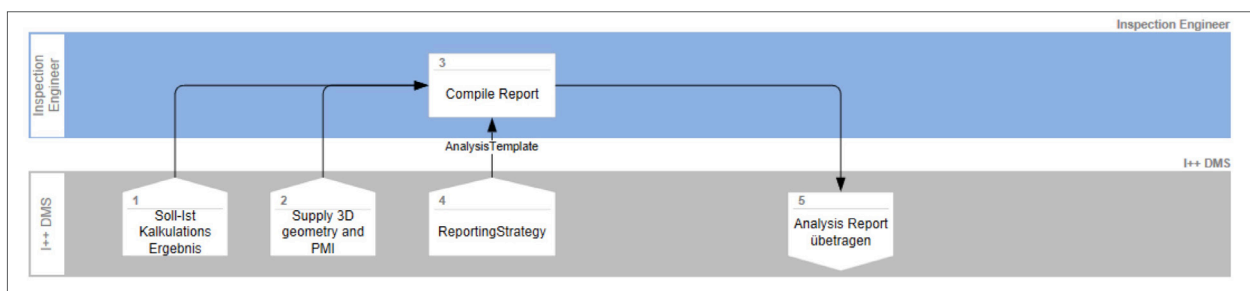 Inspection Engineer
Inspection
Engineer
3
Compile Report
AnalysisTemplate
I++ DMS
I++ DMS
1
Soll-Ist
Kalkulations
Ergebnis
2
Supply 3D
geometry and
PMI
4
ReportingStrategy
5
Analysis Report
übetragen